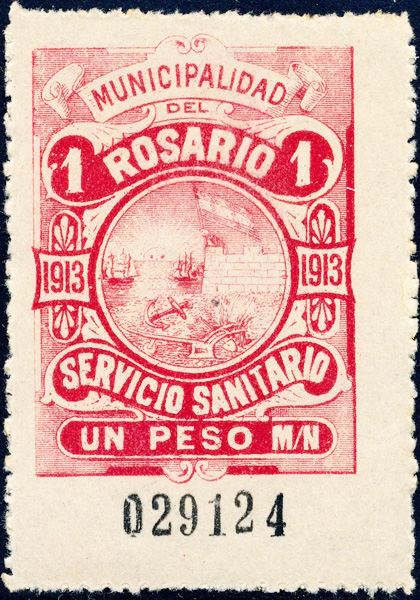 MUNICIPALIDAD
DEL
1 ROSARIO 1
1913 1913
SERVICIO SANITARIO
UN PESO M/N
029124